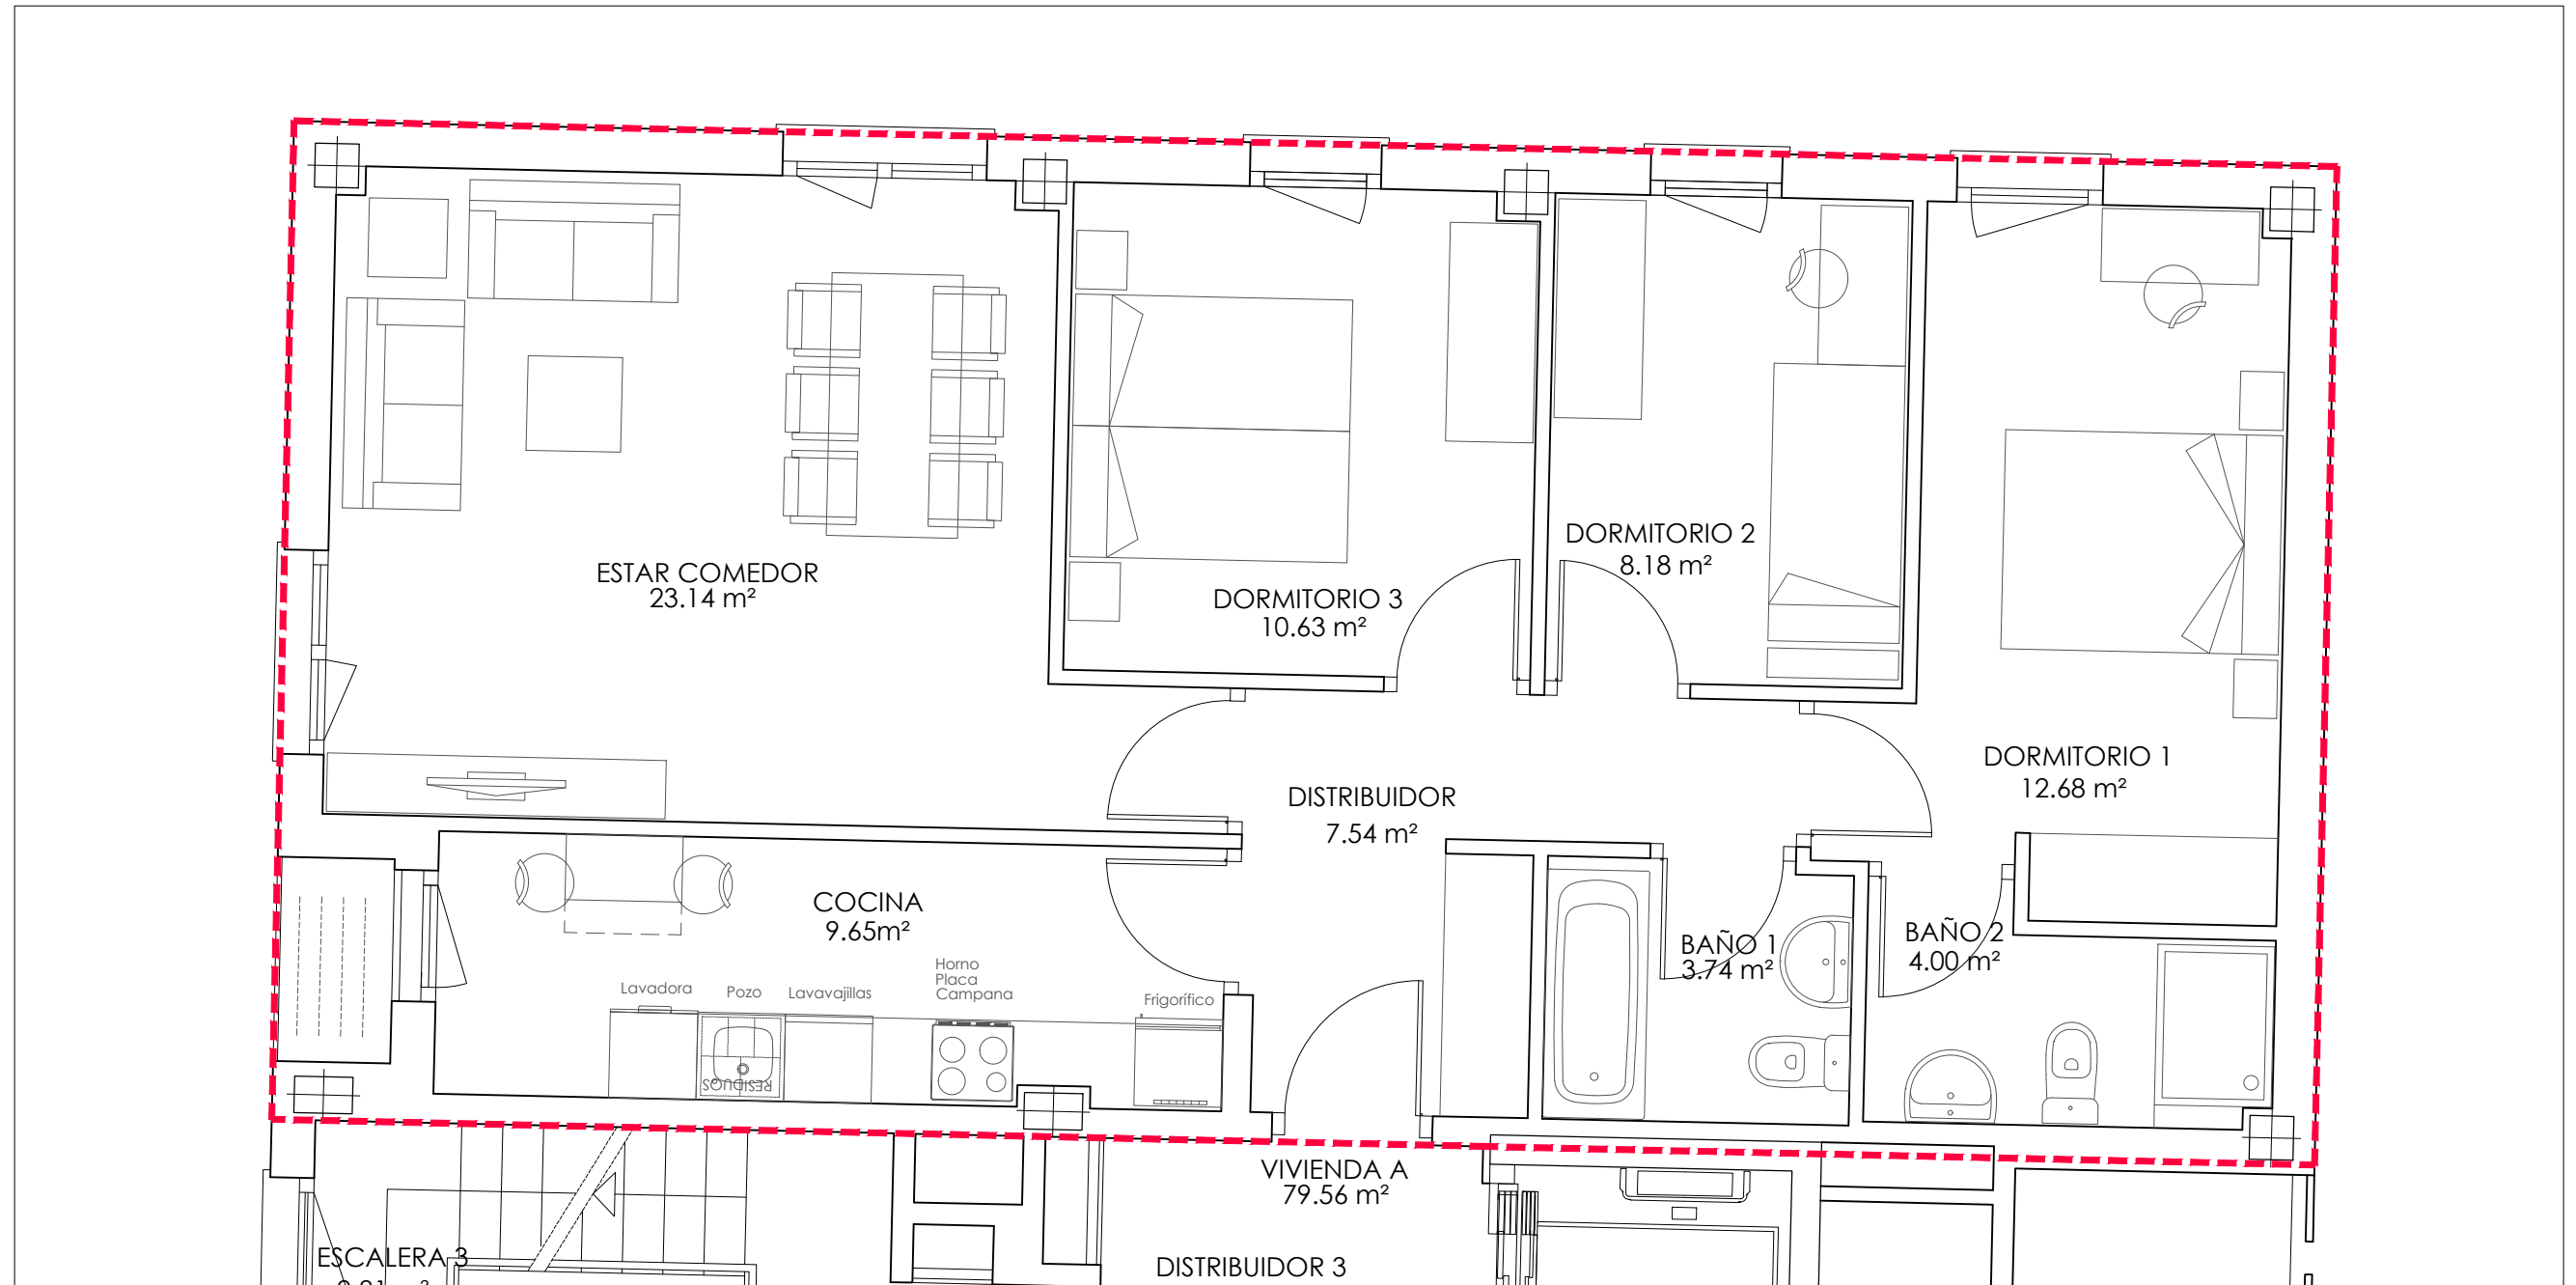 DORMITORIO 2
8.18 m²
ESTAR COMEDOR
23.14 m²
DORMITORIO 3
10.63 m²
DORMITORIO 1
12.68 m²
DISTRIBUIDOR
7.54 m²
COCINA
9.65m²
BAÑO 1
3.74 m²
BAÑO 2
4.00 m²
Horno
Placa
Campana
Lavadora
Pozo
Lavavajillas
Frigorífico
RESIDUOS
VIVIENDA A
79.56 m²
ESCALERA 3
DISTRIBUIDOR 3